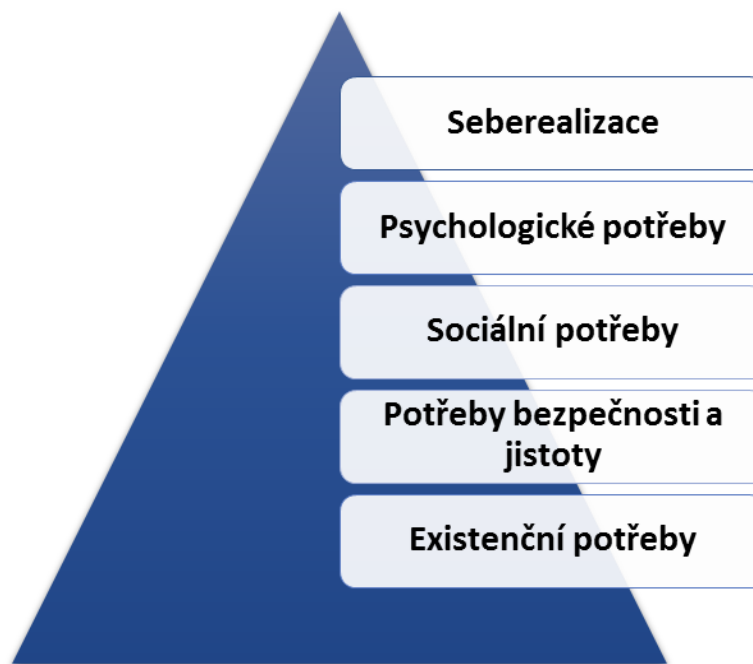 Seberealizace
Psychologické potřeby
Sociální potřeby
Potřeby bezpečnosti a
jistoty
Existenční potřeby